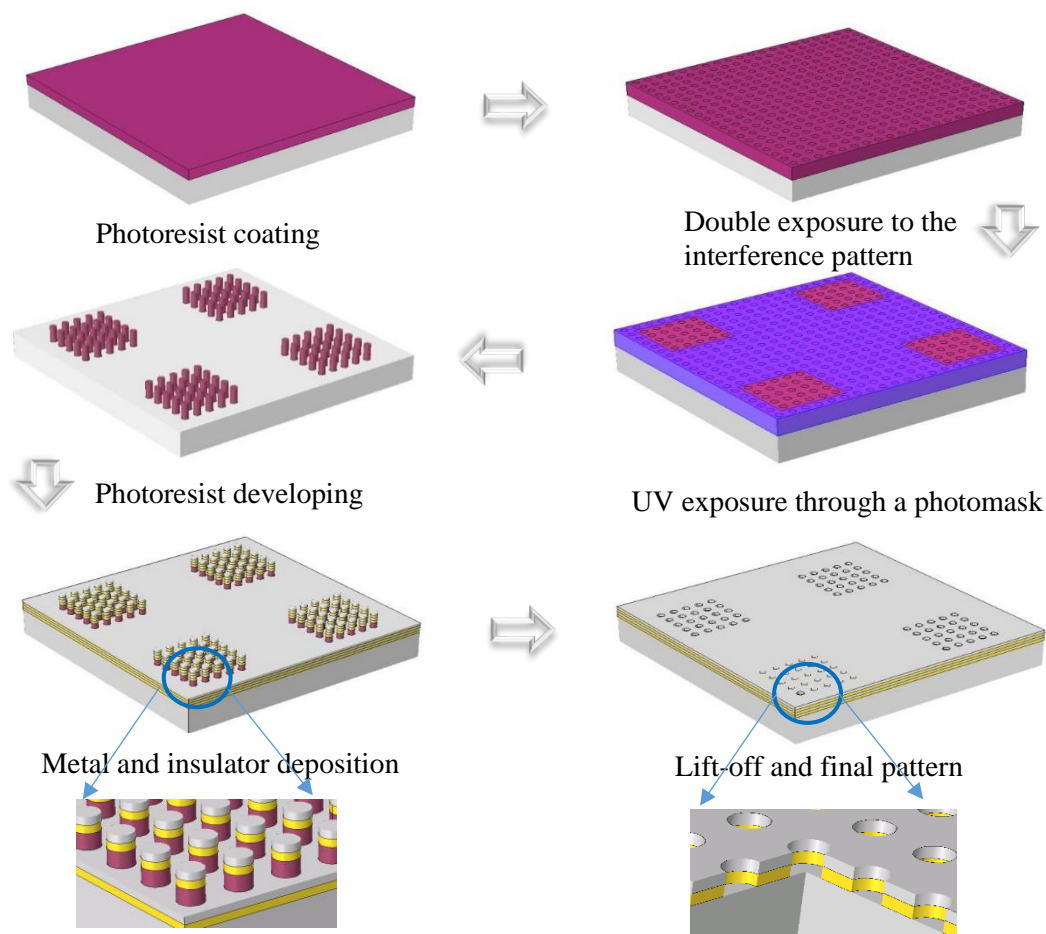 Photoresist coating
Double exposure to the
interference pattern
UV exposure through a photomask
Photoresist developing
Metal and insulator deposition
Lift-off and final pattern